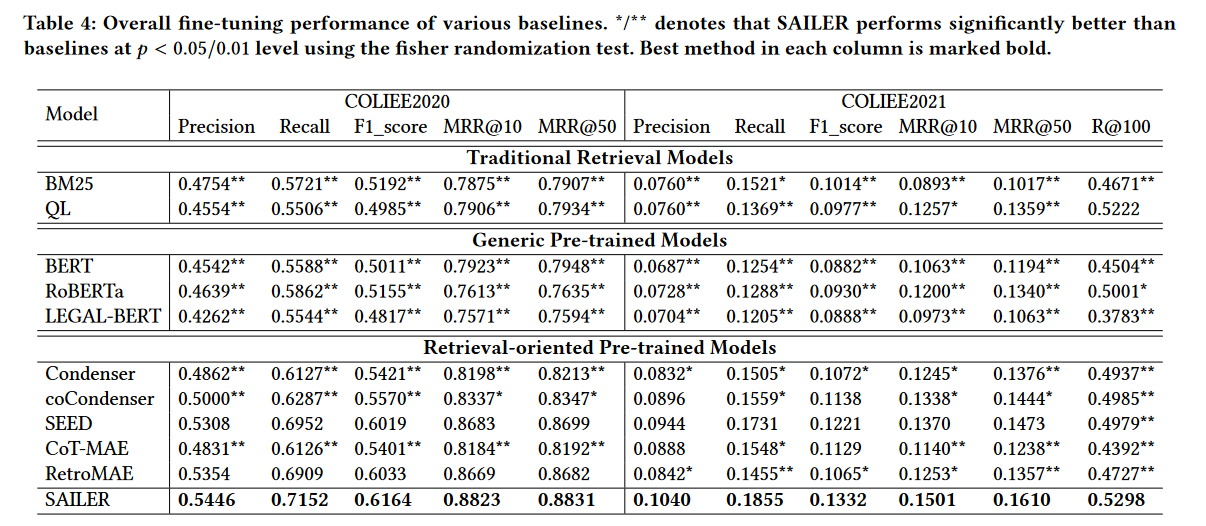 Table 4: Overall fine-tuning performance of various baselines. */** denotes that SAILER performs significantly better than
baselines at p < 0.05/0.01 level using the fisher randomization test. Best method in each column is marked bold.
Model COLIEE2020 COLIEE2021
Precision Recall F1_score MRR@10 MRR@50 Precision Recall F1_score MRR@10 MRR@50 R@100
Traditional Retrieval Models
BM25 0.4754** 0.5721** 0.5192** 0.7875** 0.7907** 0.0760** 0.1521* 0.1014** 0.0893** 0.1017** 0.4671**
QL 0.4554** 0.5506** 0.4985** 0.7906** 0.7934** 0.0760** 0.1369** 0.0977** 0.1257* 0.1359** 0.5222
Generic Pre-trained Models
BERT 0.4542** 0.5588** 0.5011** 0.7923** 0.7948** 0.0687** 0.1254** 0.0882** 0.1063** 0.1194** 0.4504**
RoBERTa 0.4639** 0.5862** 0.5155** 0.7613** 0.7635** 0.0728** 0.1288** 0.0930** 0.1200** 0.1340** 0.5001*
LEGAL-BERT 0.4262** 0.5544** 0.4817** 0.7571** 0.7594** 0.0704** 0.1205** 0.0888** 0.0973** 0.1063** 0.3783**
Retrieval-oriented Pre-trained Models
Condenser 0.4862** 0.6127** 0.5421** 0.8198** 0.8213** 0.0832* 0.1505* 0.1072* 0.1245* 0.1376** 0.4937**
coCondenser 0.5000** 0.6287** 0.5570** 0.8337* 0.8347* 0.0896 0.1559* 0.1138 0.1338* 0.1444* 0.4985**
SEED 0.5308 0.6952 0.6019 0.8683 0.8699 0.0944 0.1731 0.1221 0.1370 0.1473 0.4979**
CoT-MAE 0.4831** 0.6126** 0.5401** 0.8184** 0.8192** 0.0888 0.1548* 0.1129 0.1140** 0.1238** 0.4392**
RetroMAE 0.5354 0.6909 0.6033 0.8669 0.8682 0.0842* 0.1455** 0.1065* 0.1253* 0.1357** 0.4727**
SAILER 0.5446 0.7152 0.6164 0.8823 0.8831 0.1040 0.1855 0.1332 0.1501 0.1610 0.5298